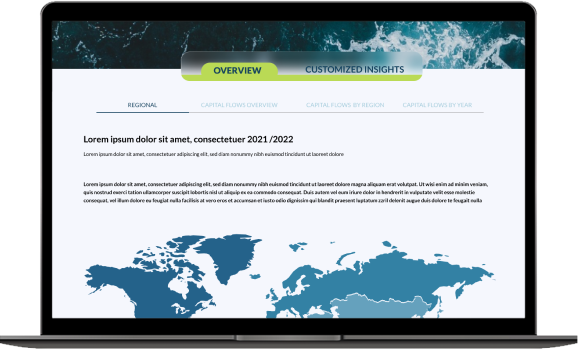 OVERVIEW CUSTOMIZED INSIGHTS
REGIONAL CAPITAL FLOWS OVERVIEW CAPITAL FLOWS BY REGION CAPITAL FLOWS BY YEAR
Lorem ipsum dolor sit amet, consectetuer 2021 /2022
Lorem ipsum dolor sit amet, consectetuer adipiscing elit, sed diam nonummy nibh euismod tincidunt ut laoreet dolore
Lorem ipsum dolor sit amet, consectetuer adipiscing elit, sed diam nonummy nibh euismod tincidunt ut laoreet dolore magna aliquam erat volutpat. Ut wisi enim ad minim veniam,
quis nostrud exerci tation ullamcorper suscipit lobortis nisl ut aliquip ex ea commodo consequat. Duis autem vel eum iriure dolor in hendrerit in vulputate velit esse molestie
consequat, vel illum dolore eu feugiat nulla facilisis at vero eros et accumsan et iusto odio dignissim qui blandit praesent luptatum zzril delenit augue duis dolore te feugait nulla